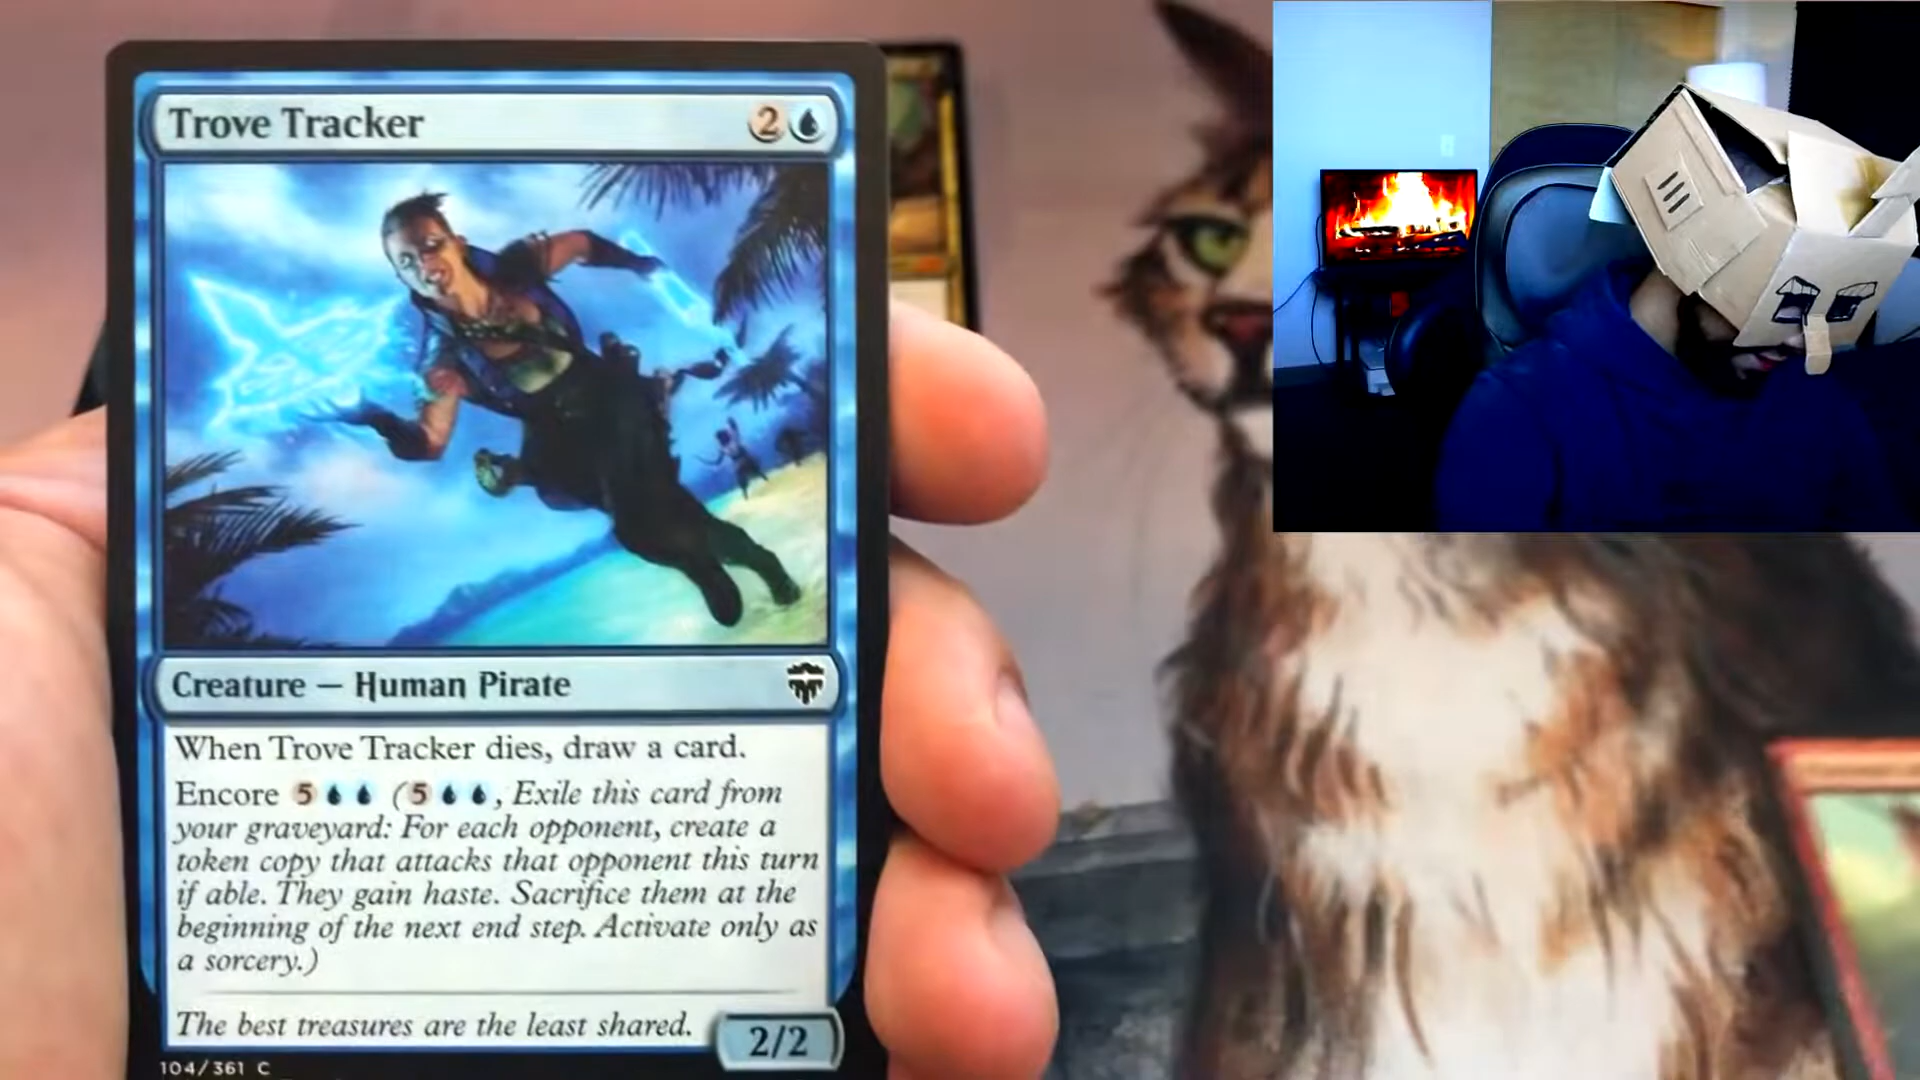 Trove Tracker 2
Creature — Human Pirate
When Trove Tracker dies, draw a card.
Encore 5 (5 , Exile this card from
your graveyard: For each opponent, create a
token copy that attacks that opponent this turn
if able. They gain haste. Sacrifice them at the
beginning of the next end step. Activate only as
a sorcery.)
The best treasures are the least shared.
2/2
104/361 C